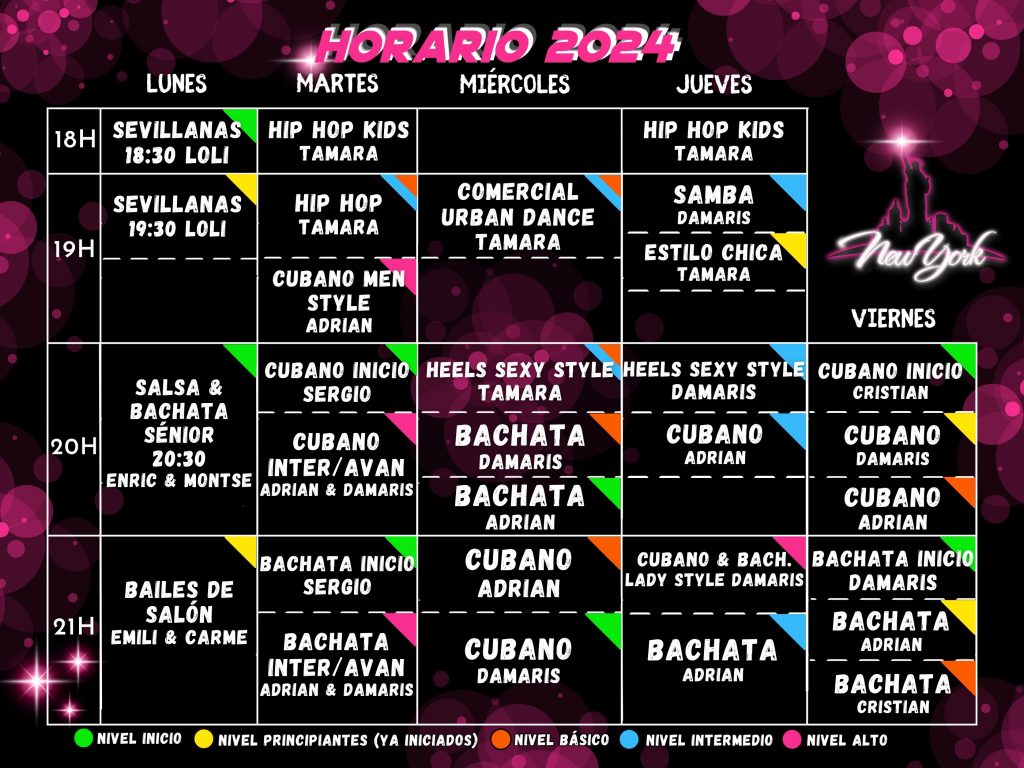 HORARIO 2024
LUNES
MARTES
MIÉRCOLES
JUEVES
18H
SEVILLANAS
18:30 LOLI
HIP HOP KIDS
TAMARA
HIP HOP KIDS
TAMARA
19H
SEVILLANAS
19:30 LOLI
HIP HOP
TAMARA
CUBANO MEN
STYLE
ADRIAN
COMERCIAL
URBAN DANCE
TAMARA
SAMBA
DAMARIS
ESTILO CHICA
TAMARA
New York
VIERNES
20H
SALSA &
BACHATA
SÉNIOR
20:30
ENRIC & MONTSE
CUBANO INICIO
SERGIO
CUBANO
INTER/AVAN
ADRIAN & DAMARIS
HEELS SEXY STYLE
TAMARA
BACHATA
DAMARIS
BACHATA
ADRIAN
HEELS SEXY STYLE
DAMARIS
CUBANO
ADRIAN
CUBANO INICIO
CRISTIAN
CUBANO
DAMARIS
CUBANO
ADRIAN
21H
BAILES DE
SALÓN
EMILI & CARME
BACHATA INICIO
SERGIO
BACHATA
INTER/AVAN
ADRIAN & DAMARIS
CUBANO
ADRIAN
CUBANO
DAMARIS
CUBANO & BACH.
LADY STYLE DAMARIS
BACHATA
ADRIAN
BACHATA INICIO
DAMARIS
BACHATA
ADRIAN
BACHATA
CRISTIAN
NIVEL INICIO
NIVEL PRINCIPIANTES (YA INICIADOS)
NIVEL BÁSICO
NIVEL INTERMEDIO
NIVEL ALTO